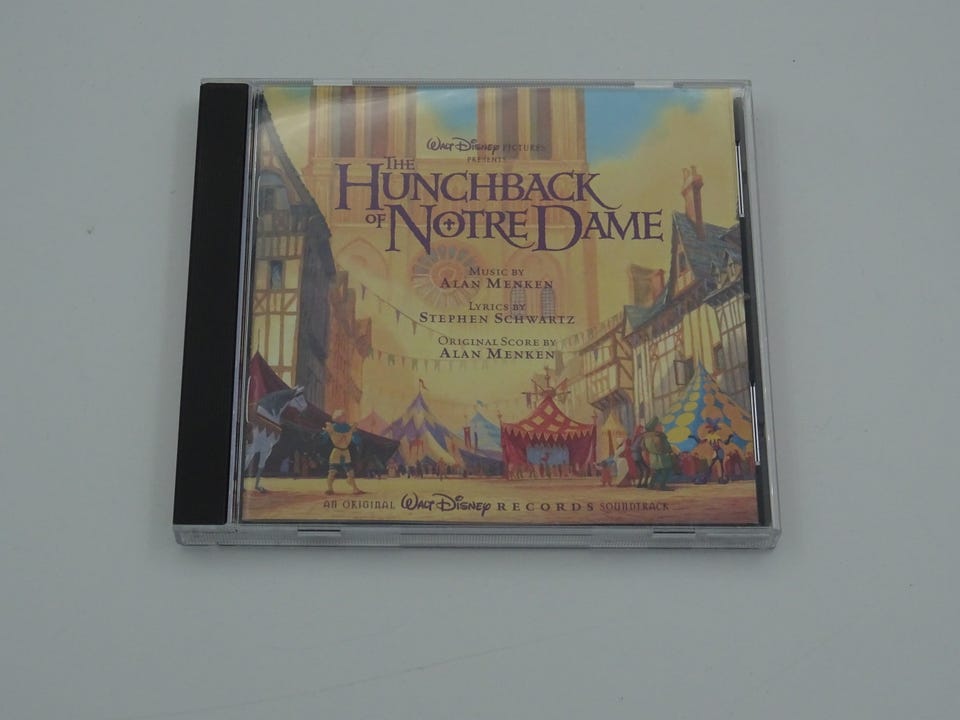 Walt Disney PICTURES
PRESENTS
THE
HUNCHBACK
OF NOTRE DAME
MUSIC BY
ALAN MENKEN
LYRICS BY
STEPHEN SCHWARTZ
ORIGINAL SCORE BY
ALAN MENKEN
AN ORIGINAL Walt Disney RECORDS SOUNDTRACK